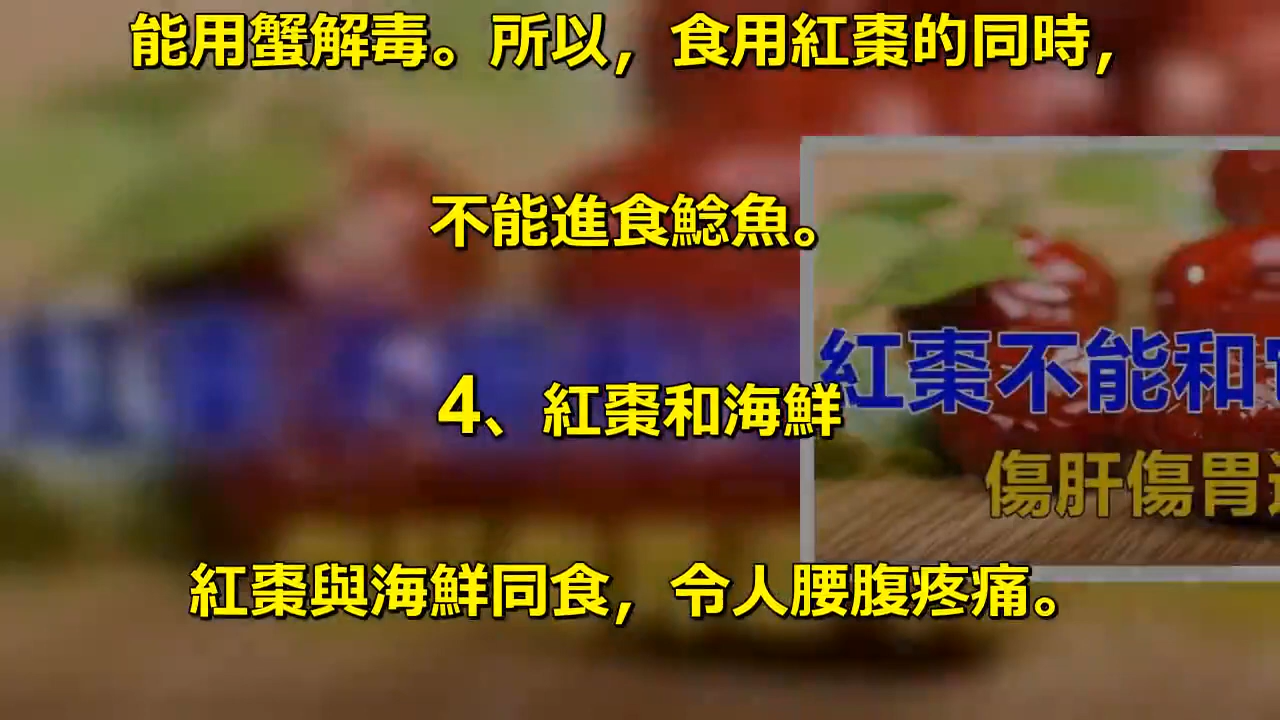 能用蟹解毒。所以，食用紅棗的同時，
不能進食鯰魚。
4、紅棗和海鮮
紅棗與海鮮同食，令人腰腹疼痛。
紅棗不能和
傷肝傷胃